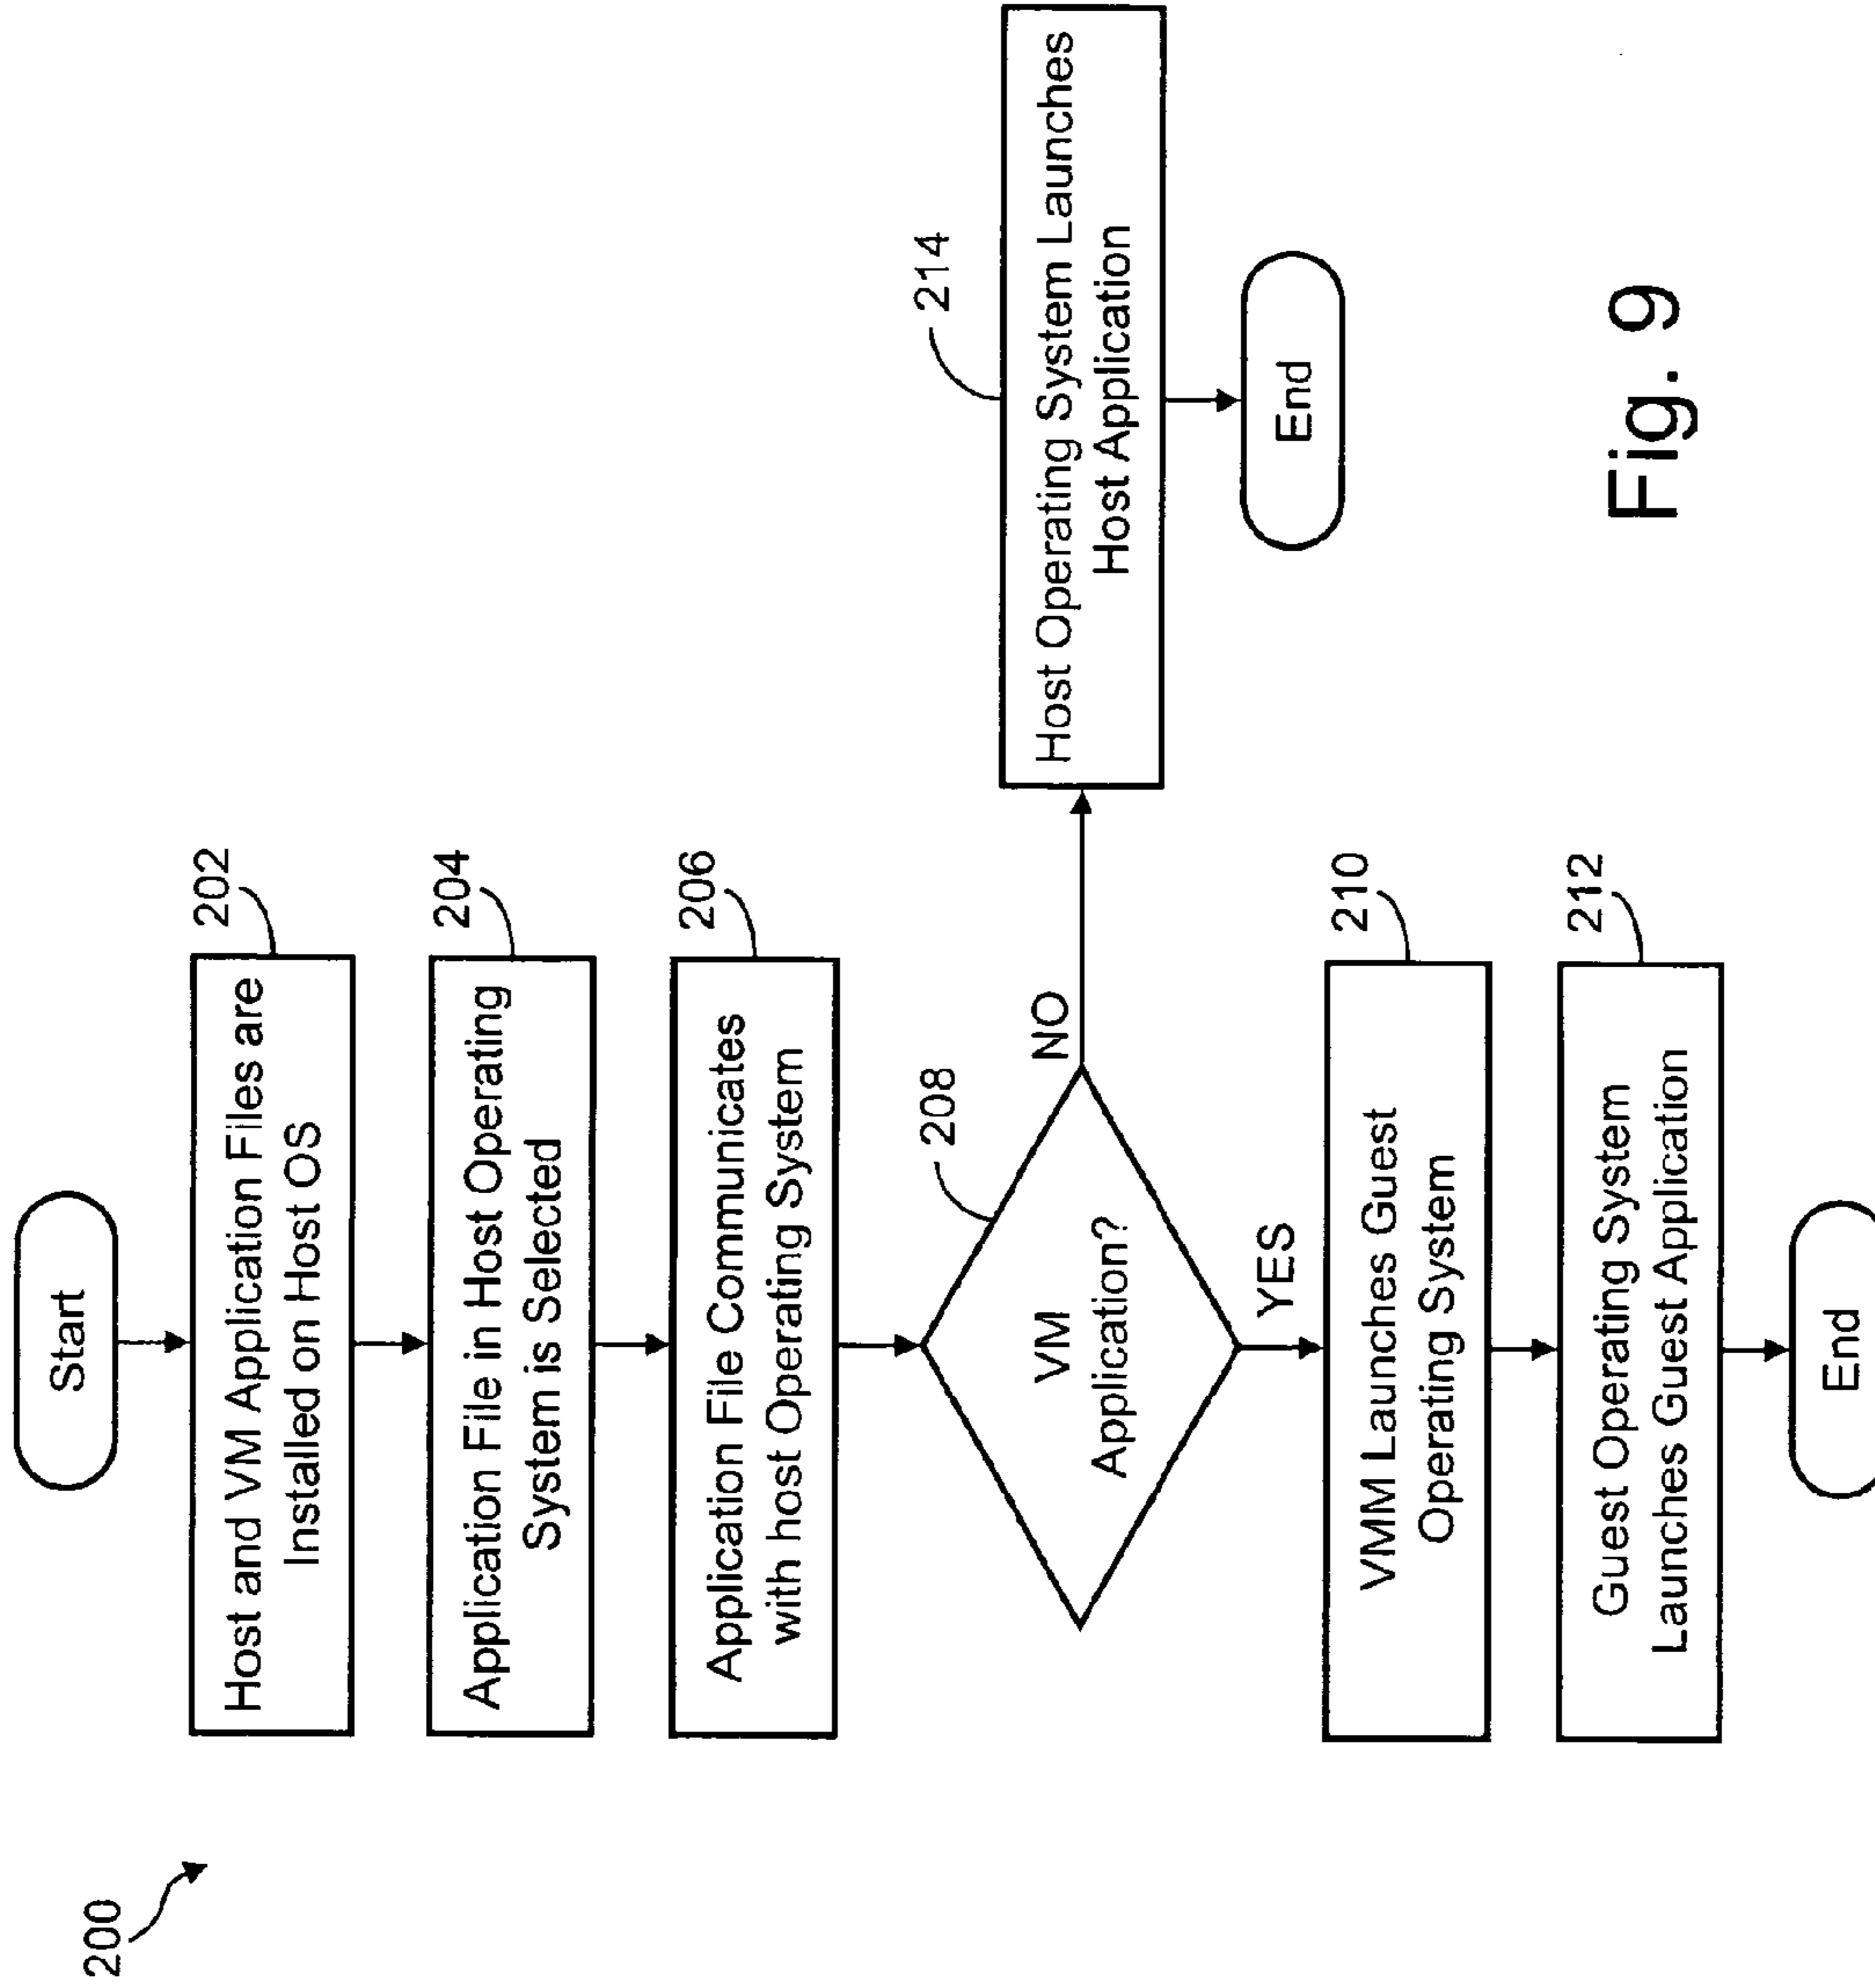 200
Start
202
Host and VM Application Files are
Installed on Host OS
204
Application File in Host Operating
System is Selected
206
Application File Communicates
with host Operating System
208
VM
Application?
NO
214
Host Operating System Launches
Host Application
End
YES
210
VMM Launches Guest
Operating System
212
Guest Operating System
Launches Guest Application
End
Fig. 9